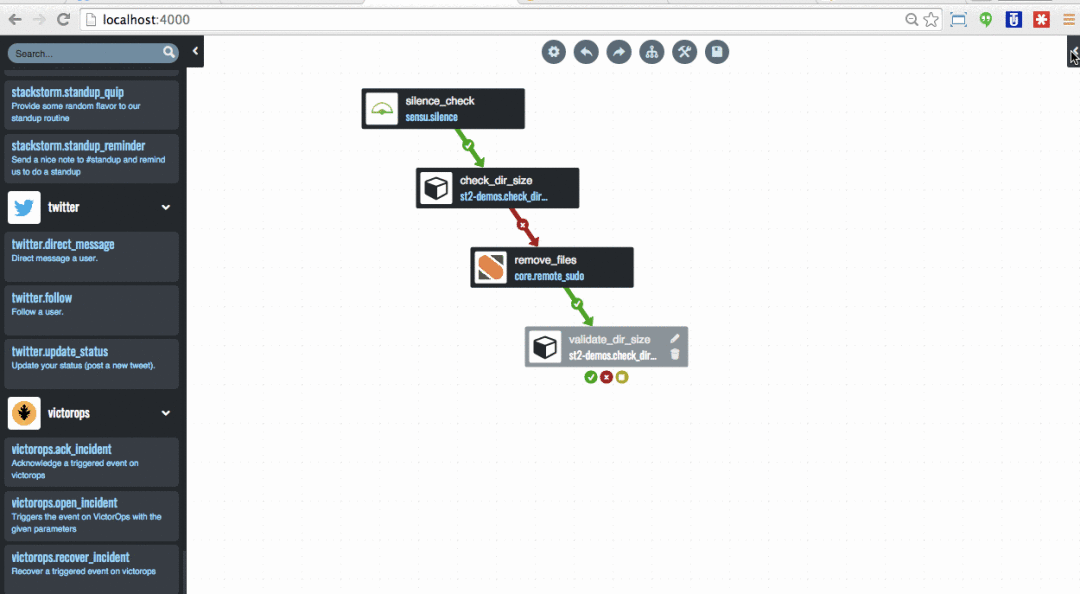 localhost:4000
Search...
stackstorm.standup_quip
Provide some random flavor to our
standup routine
stackstorm.standup_reminder
Send a nice note to #standup and remind
us to do a standup
twitter
twitter.direct_message
Direct message a user.
twitter.follow
Follow a user.
twitter.update_status
Update your status (post a new tweet).
victorops
victorops.ack_incident
Acknowledge a triggered event on
victorops
victorops.open_incident
Triggers the event on VictorOps with the
given parameters
victorops.recover_incident
Recover a triggered event on victorops
silence_check
sensu.silence
check_dir_size
st2-demos.check_dir...
remove_files
core.remote_sudo
validate_dir_size
st2-demos.check_dir...